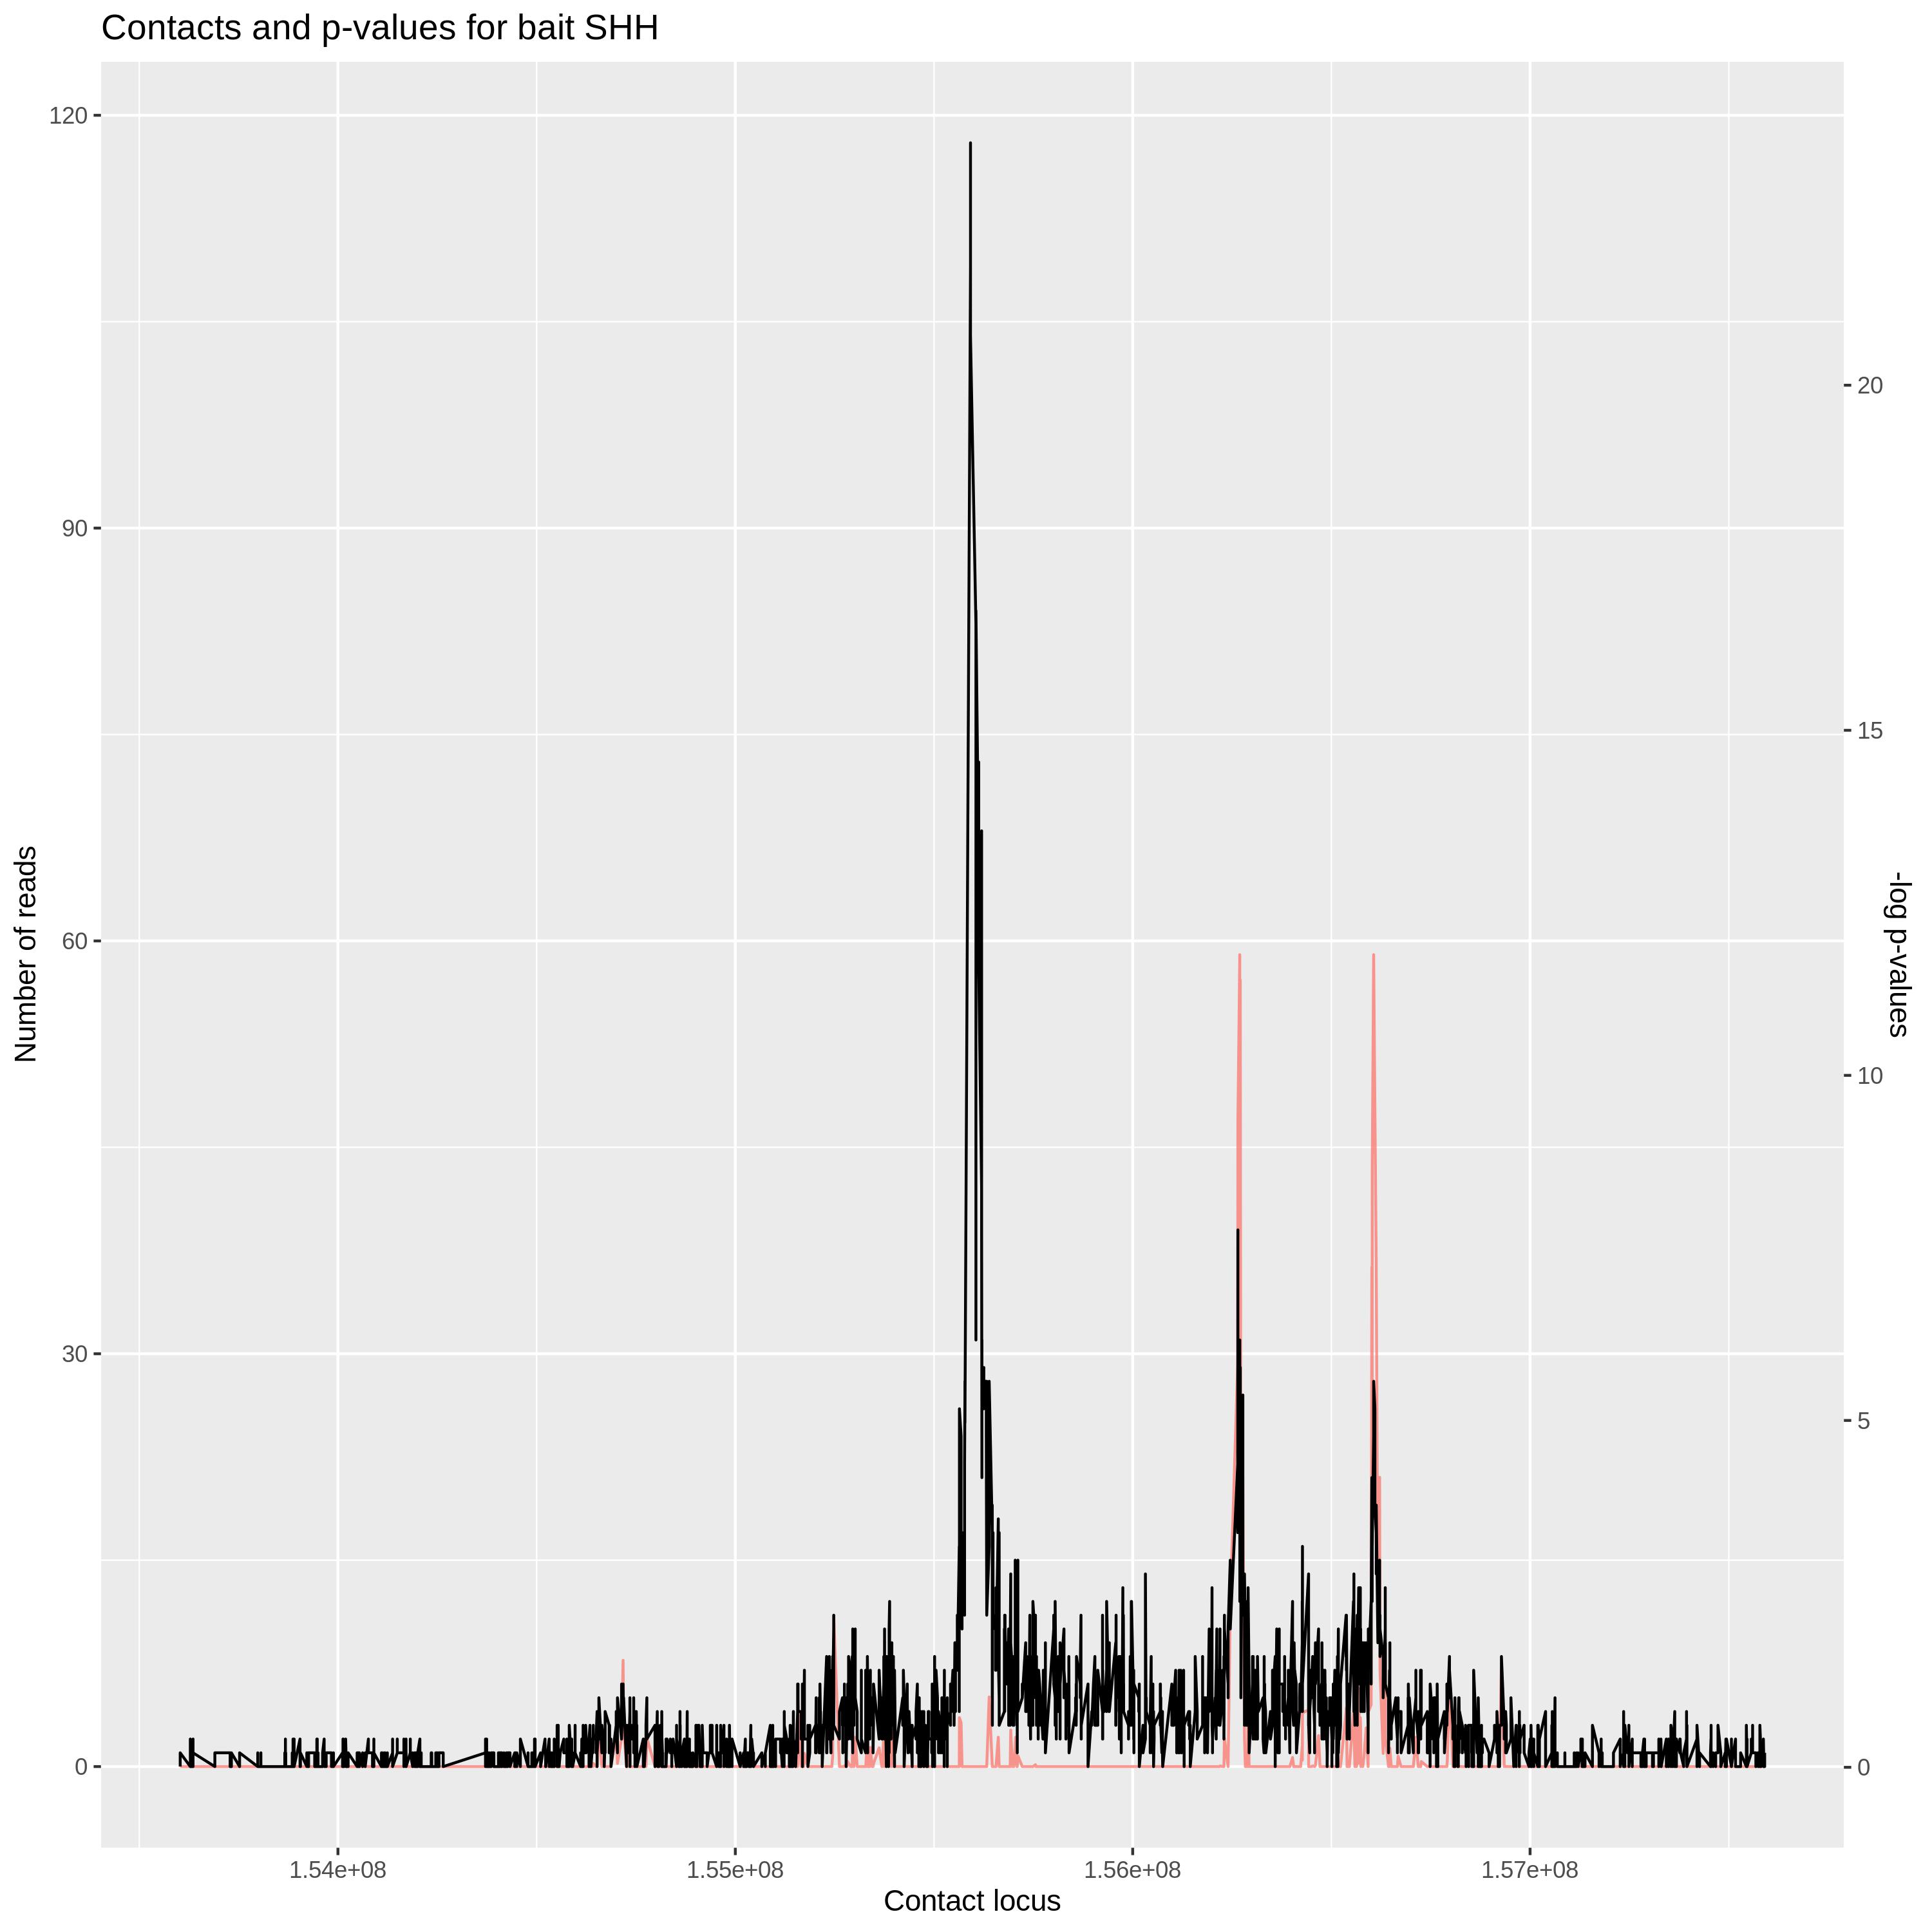 Contacts and p-values for bait SHH
120
90
60
30
0
Number of reads
20
15
10
5
0
-log p-values
1.54e+08
1.55e+08
1.56e+08
1.57e+08
Contact locus